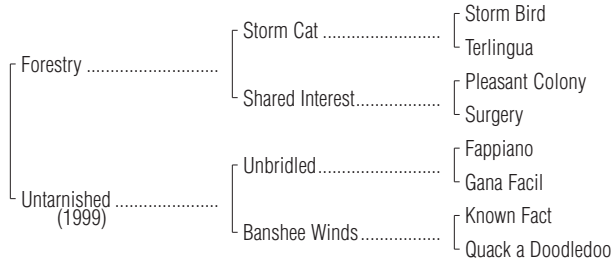 Storm Bird
Storm Cat ........................
Terlingua
Forestry ...........................
Pleasant Colony
Shared Interest.................
Surgery
Fappiano
Unbridled.........................
Gana Facil
Untarnished .....................
(1999)
Known Fact
Banshee Winds................
Quack a Doodledoo